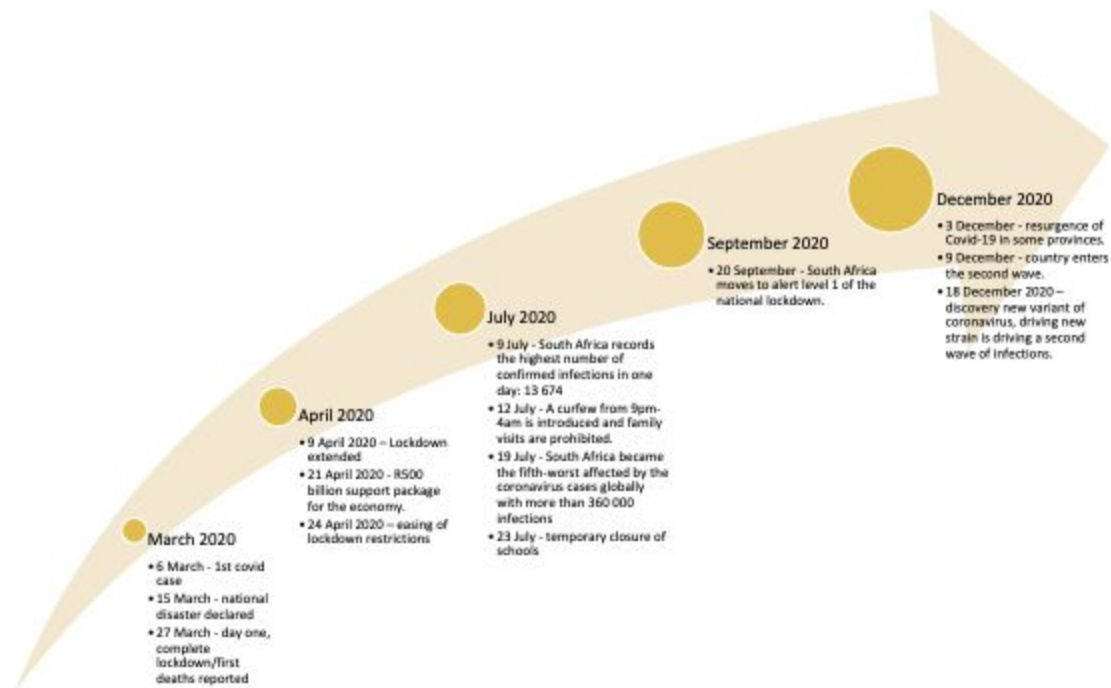 March 2020
• 6 March - 1st covid
case
• 15 March - national
disaster declared
• 27 March - day one,
complete
lockdown/first
deaths reported
April 2020
• 9 April 2020 – Lockdown
extended
• 21 April 2020 - R500
billion support package
for the economy.
• 24 April 2020 – easing of
lockdown restrictions
July 2020
• 9 July - South Africa records
the highest number of
confirmed infections in one
day: 13 674
• 12 July - A curfew from 9pm-
4am is introduced and family
visits are prohibited.
• 19 July - South Africa became
the fifth-worst affected by the
coronavirus cases globally
with more than 360 000
infections
• 23 July - temporary closure of
schools
September 2020
• 20 September - South Africa
moves to alert level 1 of the
national lockdown.
December 2020
• 3 December - resurgence of
Covid-19 in some provinces.
• 9 December - country enters
the second wave.
• 18 December 2020 –
discovery new variant of
coronavirus, driving new
strain is driving a second
wave of infections.